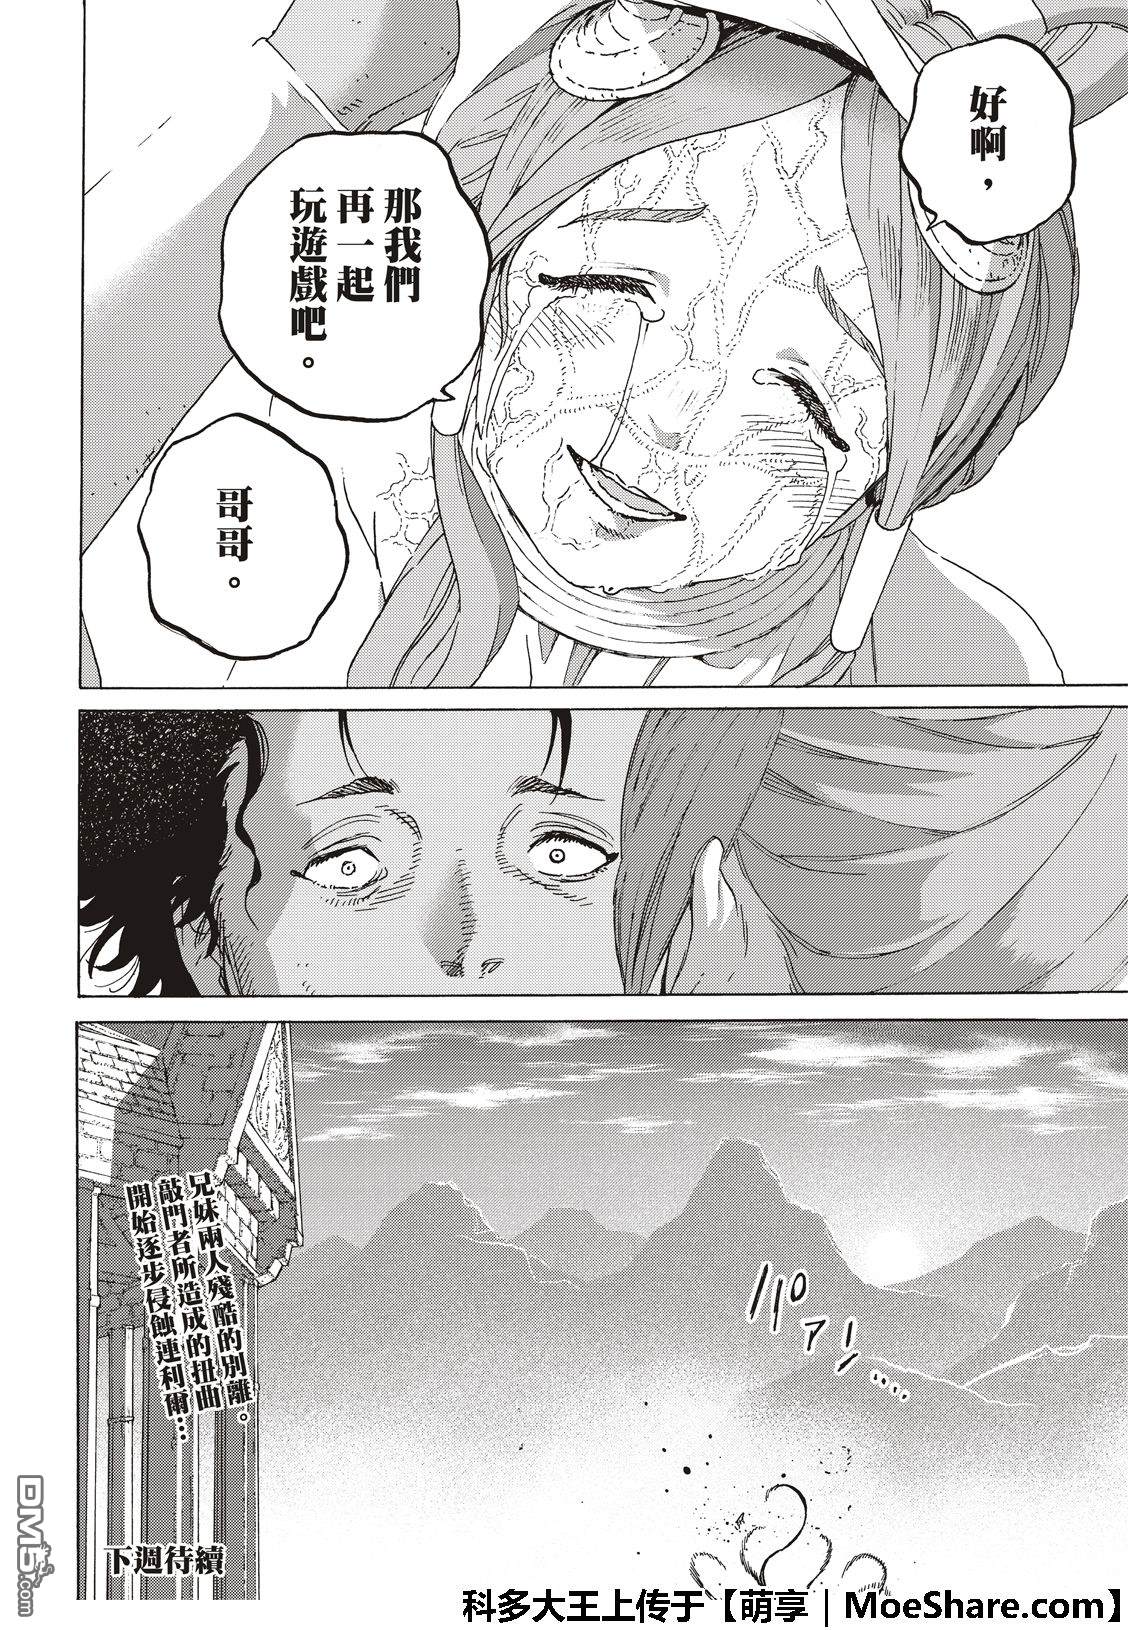 好啊，
那我們
再一起
玩遊戲吧。
哥哥。
パァン‥‥
兄妹兩人殘酷的別離。
敲門者所造成的扭曲
開始逐步侵蝕連利爾…
下週待續
DM5.com
科多大王上传于【萌享｜MoeShare.com】